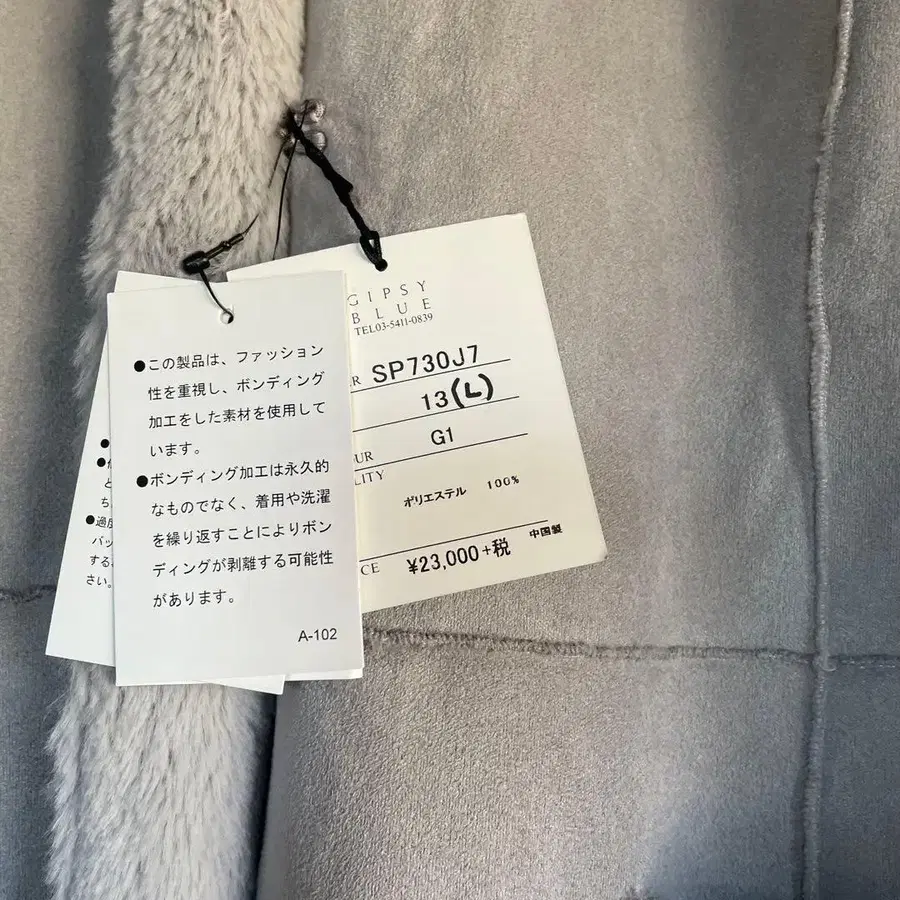 ●この製品は、ファッション
性を重視し、ボンディング
加工をした素材を使用して
います。
●ボンディング加工は永久的
なものでなく、着用や洗濯
を繰り返すことによりボン
ディングが剥離する可能性
があります。
A-102
GIPSY
BLUE
TEL03-5411-0839
SP730J7
13(L)
G1
ポリエステル 100%
中国製
¥23,000+税